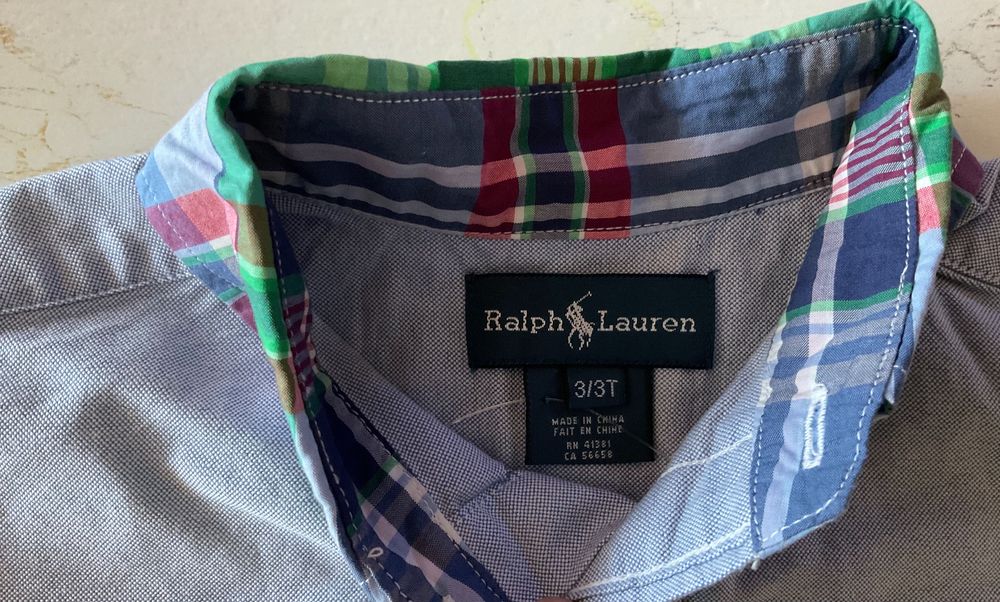 Ralph Lauren
3/3T
MADE IN CHINA
FAIT EN CHINE
RN 41381
CA 56658